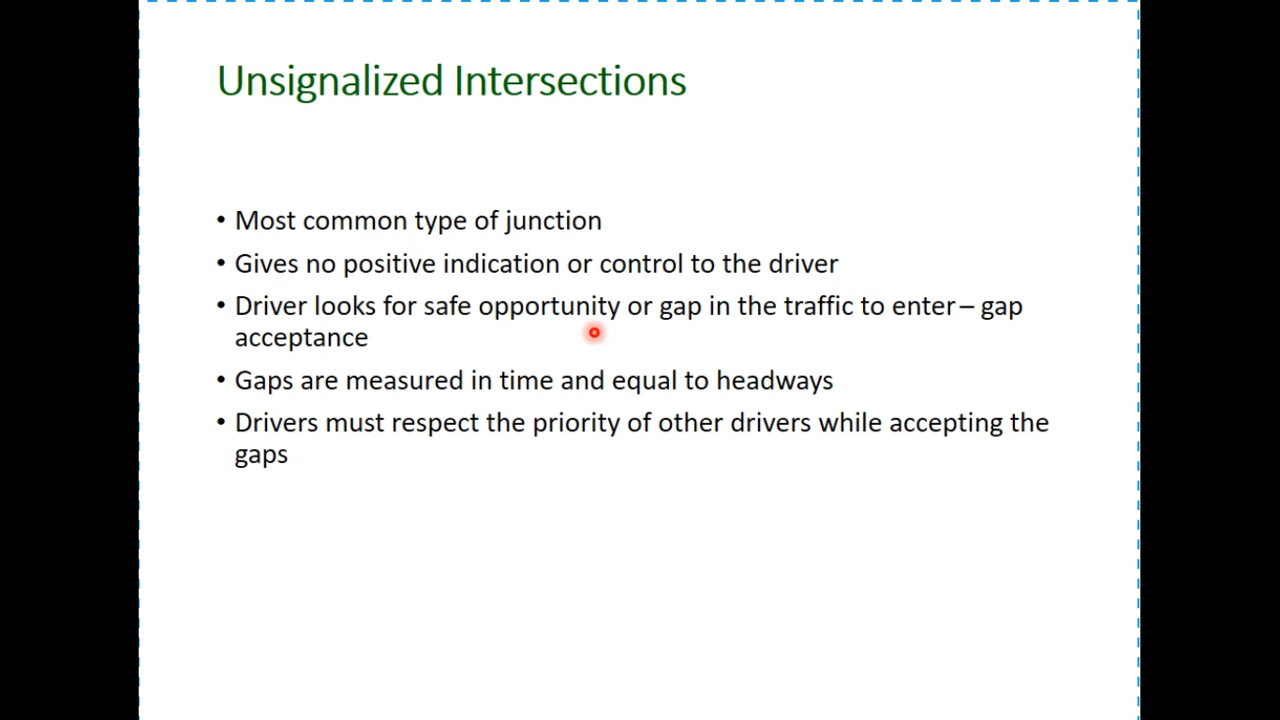 Unsignalized Intersections
• Most common type of junction
• Gives no positive indication or control to the driver
• Driver looks for safe opportunity or gap in the traffic to enter – gap
acceptance
• Gaps are measured in time and equal to headways
• Drivers must respect the priority of other drivers while accepting the
gaps